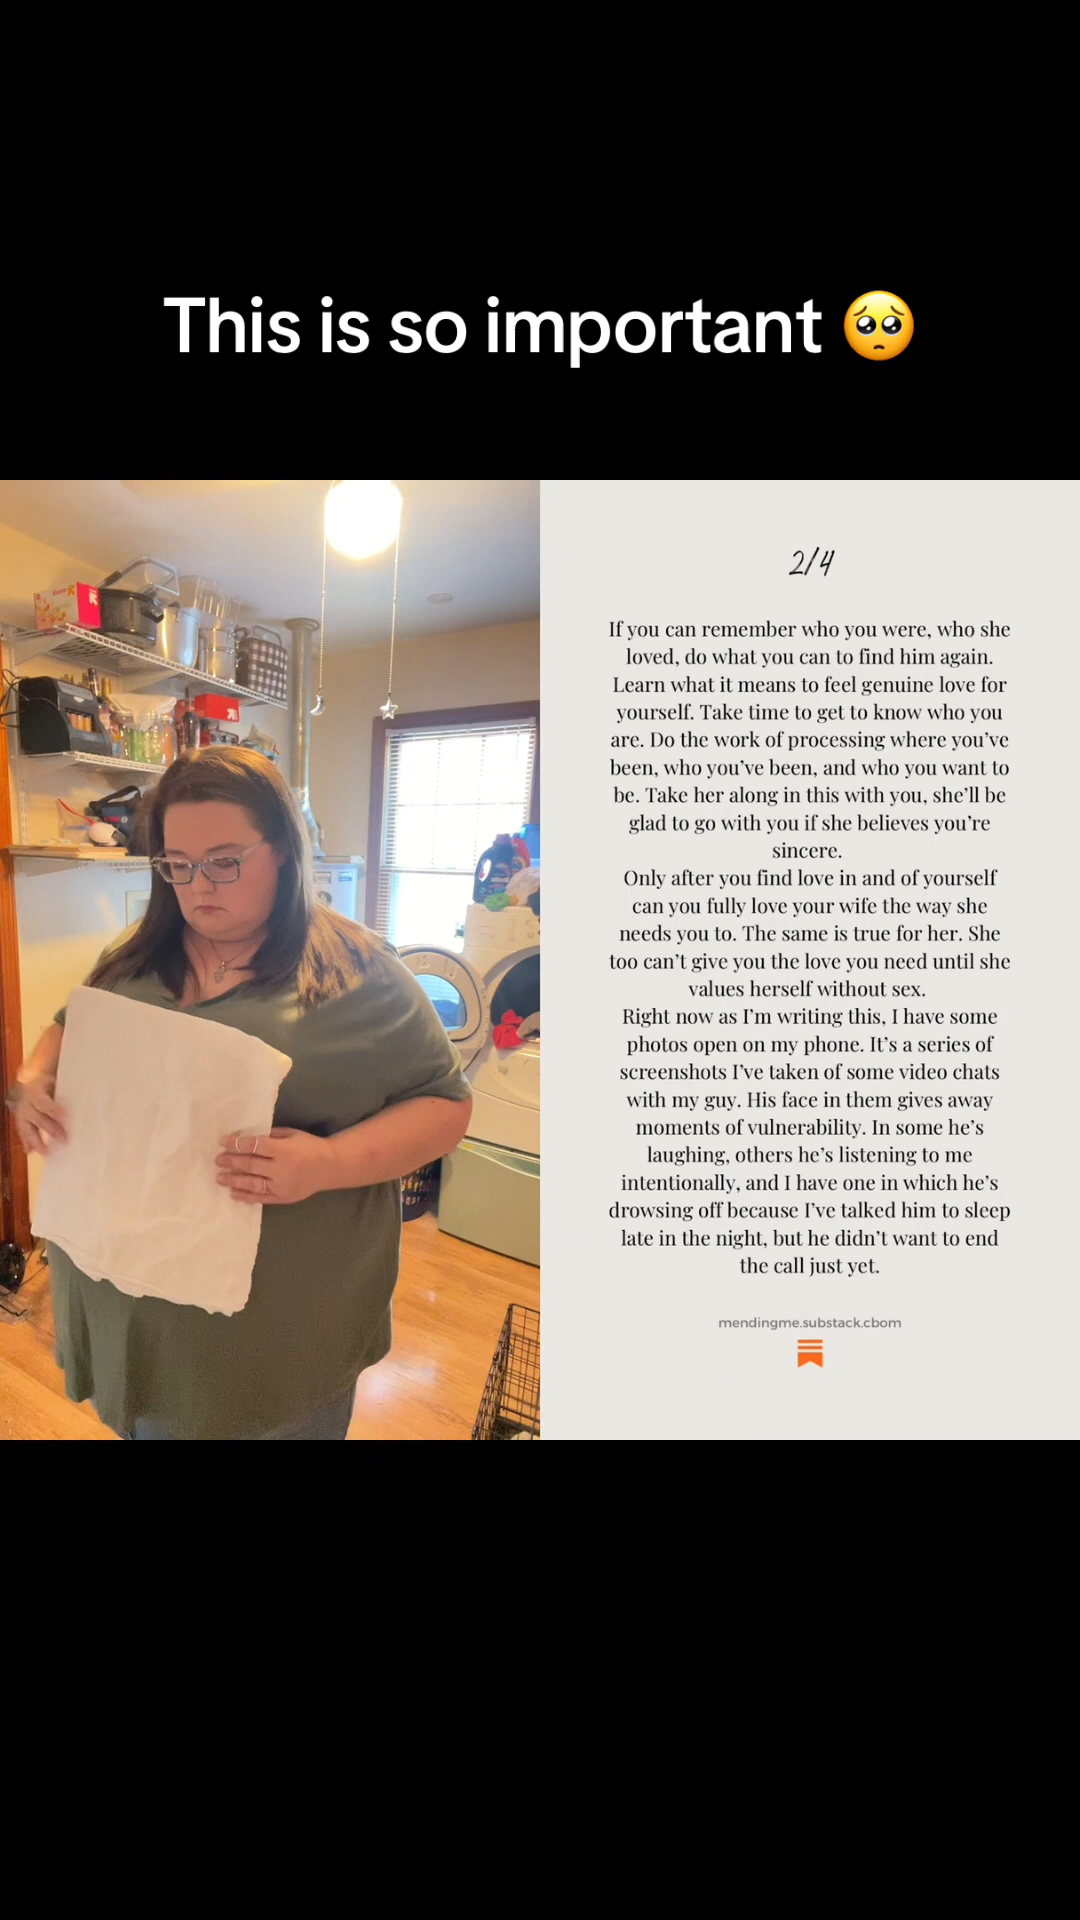 This is so important 🥺
2/4
If you can remember who you were, who she
loved, do what you can to find him again.
Learn what it means to feel genuine love for
yourself. Take time to get to know who you
are. Do the work of processing where you’ve
been, who you’ve been, and who you want to
be. Take her along in this with you, she’ll be
glad to go with you if she believes you’re
sincere.
Only after you find love in and of yourself
can you fully love your wife the way she
needs you to. The same is true for her. She
too can’t give you the love you need until she
values herself without sex.
Right now as I’m writing this, I have some
photos open on my phone. It’s a series of
screenshots I’ve taken of some video chats
with my guy. His face in them gives away
moments of vulnerability. In some he’s
laughing, others he’s listening to me
intentionally, and I have one in which he’s
drowsing off because I’ve talked him to sleep
late in the night, but he didn’t want to end
the call just yet.
mendingme.substack.cbom